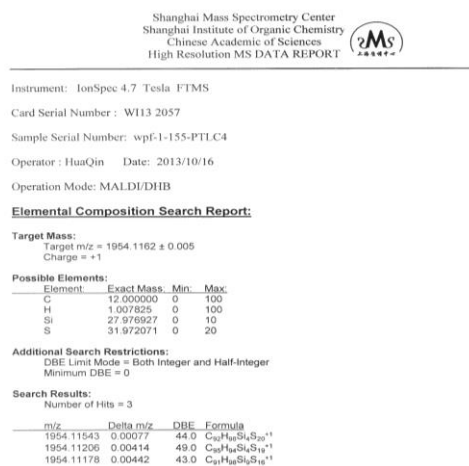 Shanghai Mass Spectrometry Center
Shanghai Institute of Organic Chemistry
Chinese Academic of Sciences
High Resolution MS DATA REPORT
Instrument: IonSpec 4.7 Tesla FTMS
Card Serial Number : WI13 2057
Sample Serial Number: wpf-1-155-PTLC4
Operator : HuaQin Date: 2013/10/16
Operation Mode: MALDI/DHB
Elemental Composition Search Report:
Target Mass:
Target m/z = 1954.1162 ± 0.005
Charge = +1
Possible Elements:
Element: Exact Mass: Min: Max:
C 12.000000 0 100
H 1.007825 0 100
Si 27.976927 0 10
S 31.972071 0 20
Additional Search Restrictions:
DBE Limit Mode = Both Integer and Half-Integer
Minimum DBE = 0
Search Results:
Number of Hits = 3
m/z Delta m/z DBE Formula
1954.11543 0.00077 44.0
1954.11206 0.00414 49.0
1954.11178 0.00442 43.0